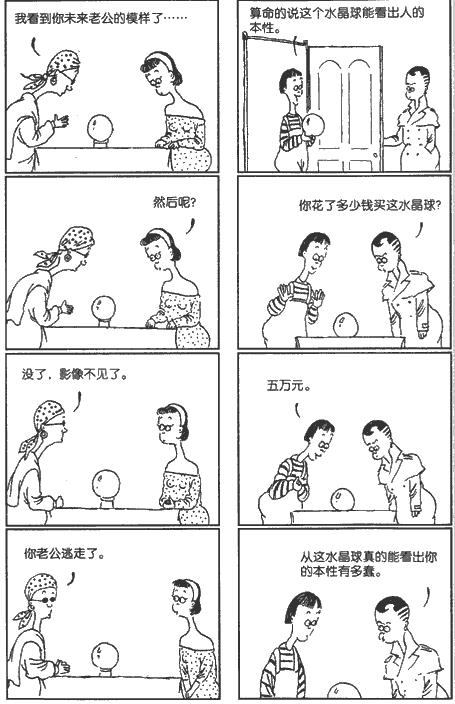 我看到你未来老公的模样了……
然后呢?
没了，影像不见了。
你老公逃走了。
算命的说这个水晶球能看出人的
本性。
你花了多少钱买这水晶球?
五万元。
从这水晶球真的能看出你
的本性有多蠢。